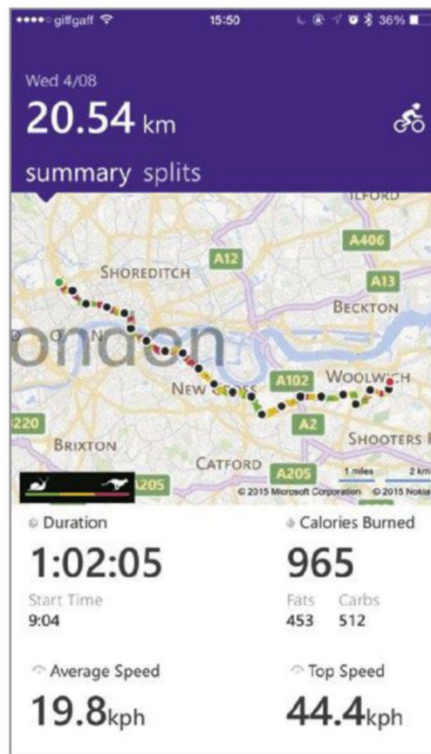 giffgaff 15:50 36%
Wed 4/08
20.54 km
summary splits
ILFORD
A406
A12
SHOREDITCH
A13
BECKTON
London
NEW CROSS
A102
WOOLWICH
A2
220
SHOOTERS
BRIXTON
CATFORD
A205
A205
1 miles 2 km
© 2015 Microsoft Corporation © 2015 Nokia
Duration
1:02:05
Start Time
9:04
Calories Burned
965
Fats Carbs
453 512
Average Speed
19.8kph
Top Speed
44.4kph